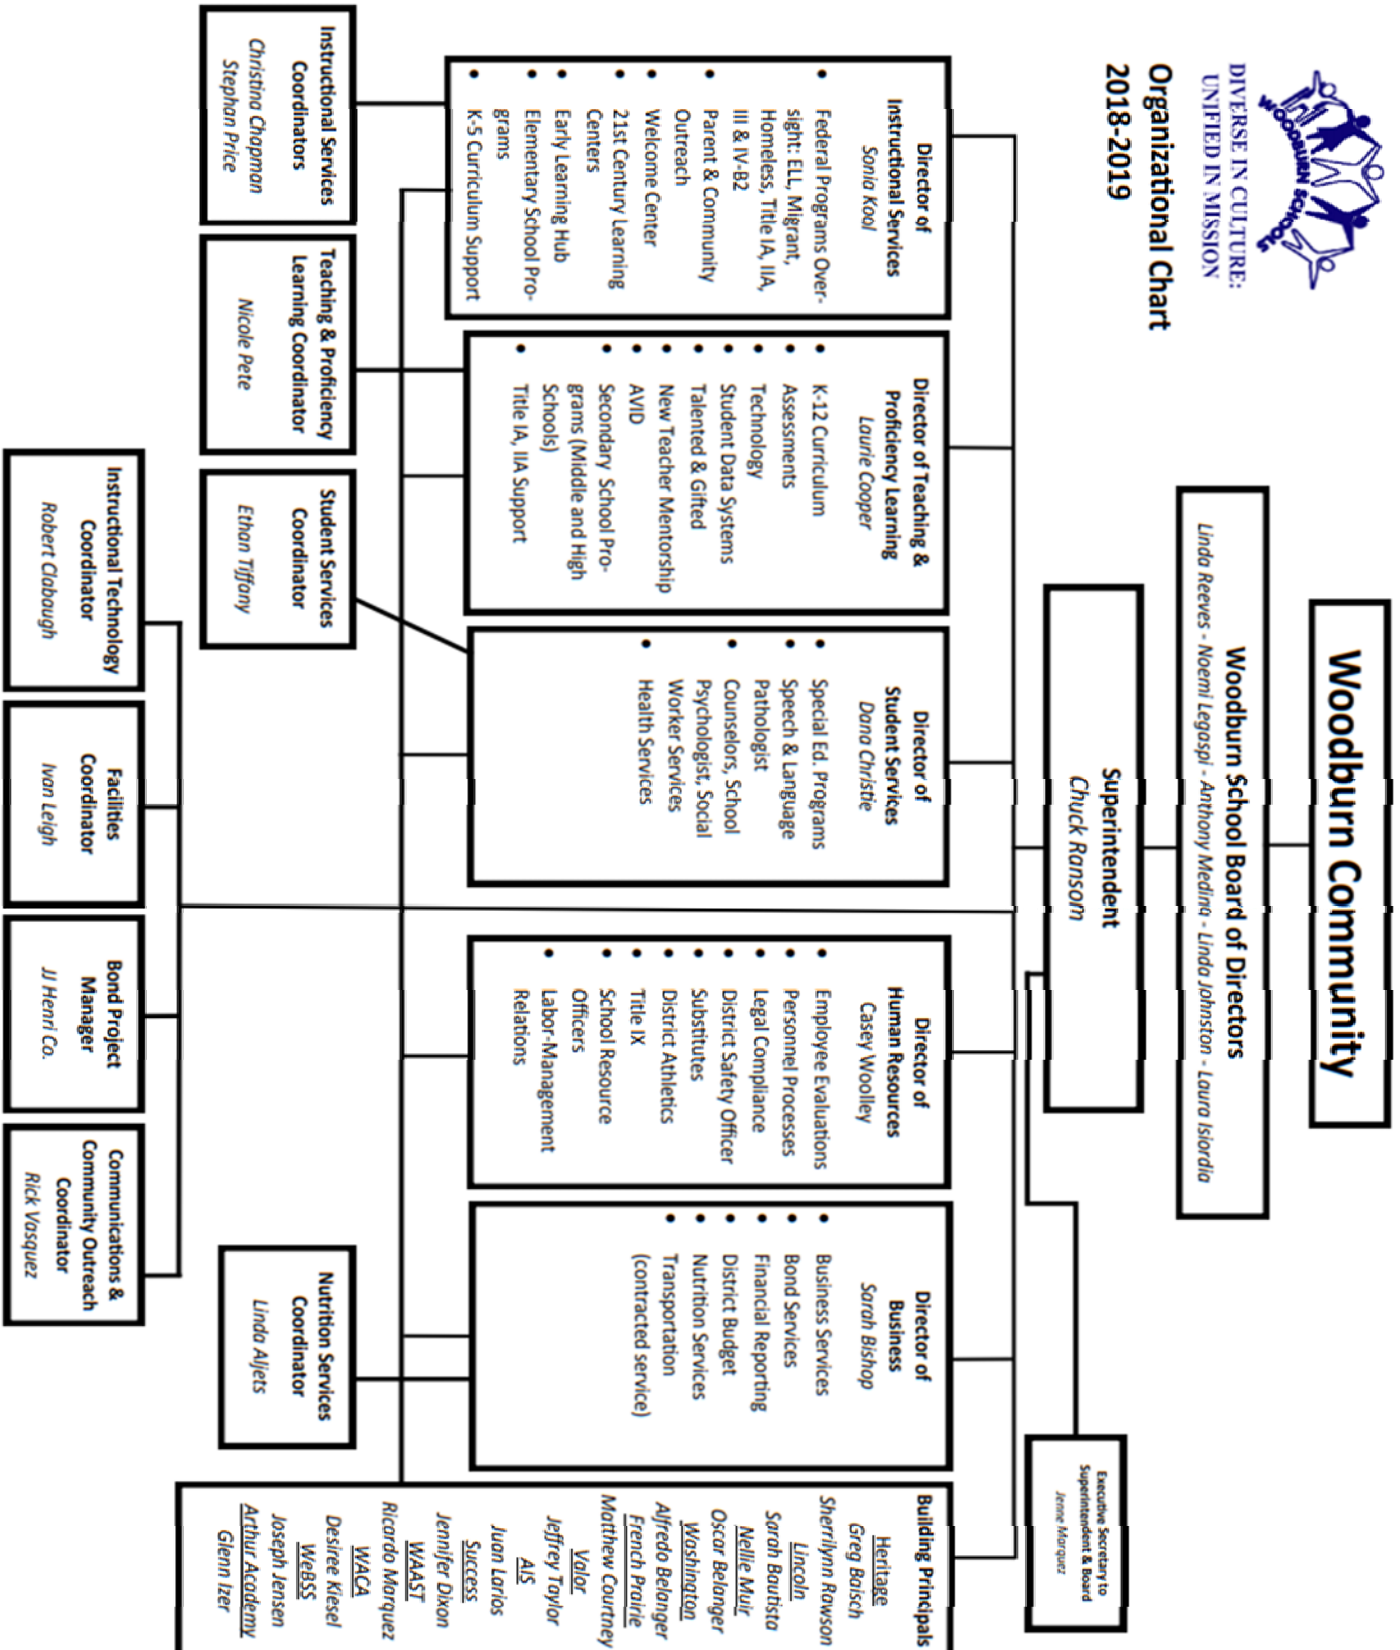 WOODBURN SCHOOLS
DIVERSE IN CULTURE:
UNIFIED IN MISSION
Organizational Chart
2018-2019
Woodburn Community
Woodburn School Board of Directors
Linda Reeves - Noemi Legaspi - Anthony Medina - Linda Johnston - Laura Isiordia
Superintendent
Chuck Ransom
Executive Secretary to
Superintendent & Board
Jenne Marquez
Director of
Instructional Services
Sonia Kool
• Federal Programs Over-
sight: ELL, Migrant,
Homeless, Title IA, IIA,
III & IV-B2
• Parent & Community
Outreach
• Welcome Center
• 21st Century Learning
Centers
• Early Learning Hub
• Elementary School Pro-
grams
• K-5 Curriculum Support
Director of Teaching &
Proficiency Learning
Laurie Cooper
• K-12 Curriculum
• Assessments
• Technology
• Student Data Systems
• Talented & Gifted
• New Teacher Mentorship
• AVID
• Secondary School Pro-
grams (Middle and High
Schools)
• Title IA, IIA Support
Director of
Student Services
Dana Christie
• Special Ed. Programs
• Speech & Language
Pathologist
• Counselors, School
Psychologist, Social
Worker Services
• Health Services
Director of
Human Resources
Casey Woolley
• Employee Evaluations
• Personnel Processes
• Legal Compliance
• District Safety Officer
• Substitutes
• District Athletics
• Title IX
• School Resource
Officers
• Labor-Management
Relations
Director of
Business
Sarah Bishop
• Business Services
• Bond Services
• Financial Reporting
• District Budget
• Nutrition Services
• Transportation
(contracted service)
Building Principals
Heritage
Greg Baisch
Sherrilynn Rawson
Lincoln
Sarah Bautista
Nellie Muir
Oscar Belanger
Washington
Alfredo Belanger
French Prairie
Matthew Courtney
Valor
Jeffrey Taylor
AIS
Juan Larios
Success
Jennifer Dixon
WAAST
Ricardo Marquez
WACA
Desiree Kiesel
WeBSS
Joseph Jensen
Arthur Academy
Glenn Izer
Instructional Services
Coordinators
Christina Chapman
Stephan Price
Teaching & Proficiency
Learning Coordinator
Nicole Pete
Student Services
Coordinator
Ethan Tiffany
Nutrition Services
Coordinator
Linda Aljets
Instructional Technology
Coordinator
Robert Clabaugh
Facilities
Coordinator
Ivan Leigh
Bond Project
Manager
JJ Henri Co.
Communications &
Community Outreach
Coordinator
Rick Vasquez